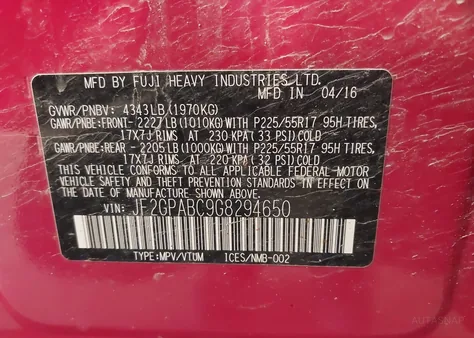 MFD. BY FUJI HEAVY INDUSTRIES LTD.
IN 04/16
GVWR/PNBV: 4343LB(1970KG)
GAWR/PNBE:FRONT- 2227LB(1010KG)WITH P225/55R17 95H TIRES,
17X7J RIMS AT 230 KPA(33 PSI)COLD
GAWR/PNBE:REAR - 2205LB(1000KG)WITH P225/55R17 95H TIRES,
17X7J RIMS AT 220 KPA(32 PSI)COLD
THIS VEHICLE CONFORMS TO ALL APPLICABLE FEDERAL-MOTOR
VEHICLE SAFETY AND THEFT PREVENTION STANDARDS IN EFFECT ON
THE DATE OF MANUFACTURE SHOWN ABOVE.
VIN: JF2GPABC9G8294650
TYPE:MPV/VTUM 1CES/NMB-002
AUTOSNAP